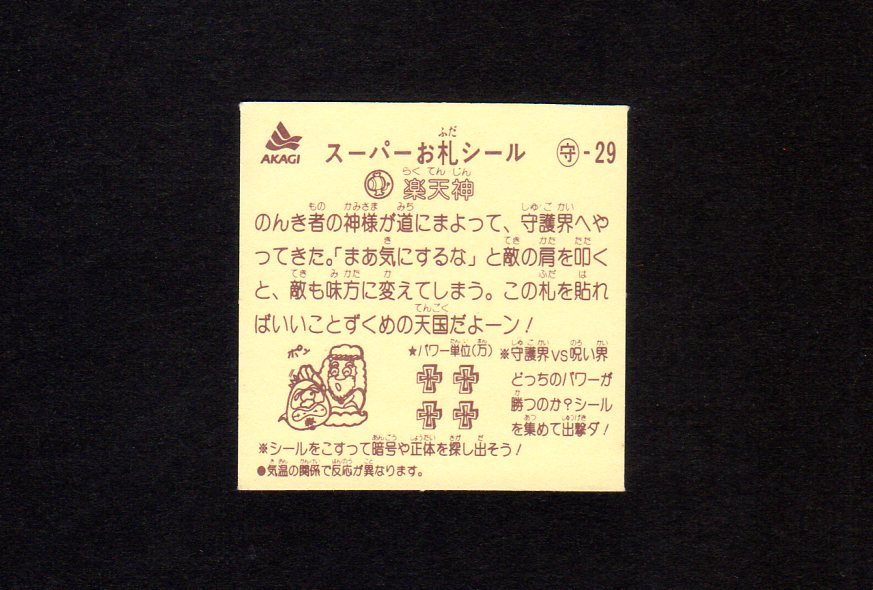 AKAGI
スーパーお札シール
ふだ
守-29
楽天神
らくてんじん
のんき者の神様が道にまよって、守護界へや
ってきた。「まあ気にするな」と敵の肩を叩く
と、敵も味方に変えてしまう。この札を貼れ
ばいいことずくめの天国だよーン!
ポン
★パワー単位(万)
※守護界VS呪い界
どっちのパワーが
勝つのか?シール
を集めて出撃ダ!
※シールをこすって暗号や正体を探し出そう!
●気温の関係で反応が異なります。